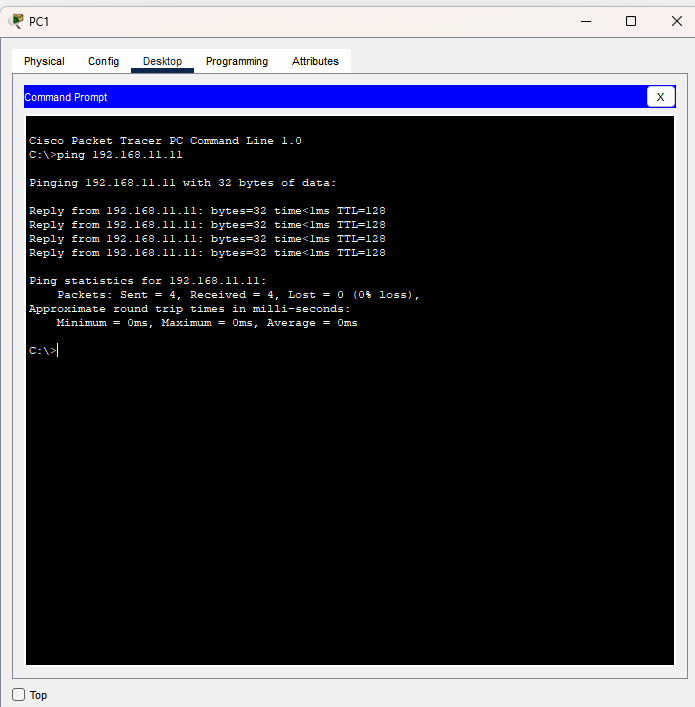 PC1
Physical Config Desktop Programming Attributes
Command Prompt X
Cisco Packet Tracer PC Command Line 1.0
C:\>ping 192.168.11.11
Pinging 192.168.11.11 with 32 bytes of data:
Reply from 192.168.11.11: bytes=32 time<1ms TTL=128
Reply from 192.168.11.11: bytes=32 time<1ms TTL=128
Reply from 192.168.11.11: bytes=32 time<1ms TTL=128
Reply from 192.168.11.11: bytes=32 time<1ms TTL=128
Ping statistics for 192.168.11.11:
    Packets: Sent = 4, Received = 4, Lost = 0 (0% loss),
Approximate round trip times in milli-seconds:
    Minimum = 0ms, Maximum = 0ms, Average = 0ms
C:\>
Top